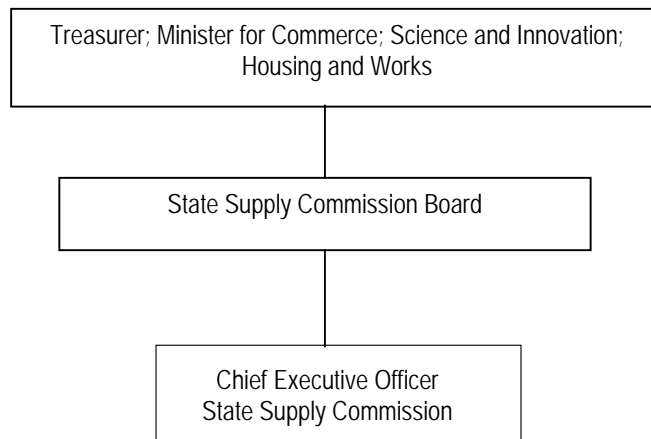 Treasurer; Minister for Commerce; Science and Innovation;
Housing and Works
State Supply Commission Board
Chief Executive Officer
State Supply Commission